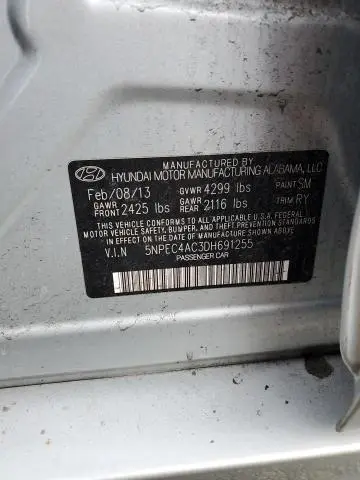 MANUFACTURED BY
HYUNDAI MOTOR MANUFACTURING ALABAMA, LLC
Feb/08/13 GVWR 4299 lbs PAINT SM
GAWR FRONT 2425 lbs GAWR REAR 2116 lbs TRIM RY
THIS VEHICLE CONFORMS TO ALL APPLICABLE U.S.A. FEDERAL
MOTOR VEHICLE SAFETY, BUMPER, AND THEFT PREVENTION
STANDARDS IN EFFECT ON THE DATE OF MANUFACTURE SHOWN ABOVE.
V.I.N 5NPEC4AC3DH691255
PASSENGER CAR